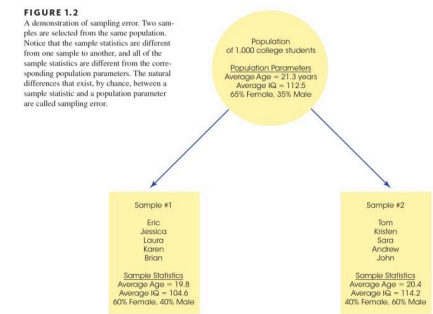 FIGURE 1.2
A demonstration of sampling error. Two sam-
ples are selected from the same population.
Notice that the sample statistics are different
from one sample to another, and all of the
sample statistics are different from the corre-
sponding population parameters. The natural
differences that exist, by chance, between a
sample statistic and a population parameter
are called sampling error.
Population
of 1,000 college students
Population Parameters
Average Age = 21.3 years
Average IQ = 112.5
65% Female, 35% Male
Sample #1
Eric
Jessica
Laura
Karen
Brian
Sample Statistics
Average Age = 19.8
Average IQ = 104.6
60% Female, 40% Male
Sample #2
Tom
Kristen
Sara
Andrew
John
Sample Statistics
Average Age = 20.4
Average IQ = 114.2
40% Female, 60% Male